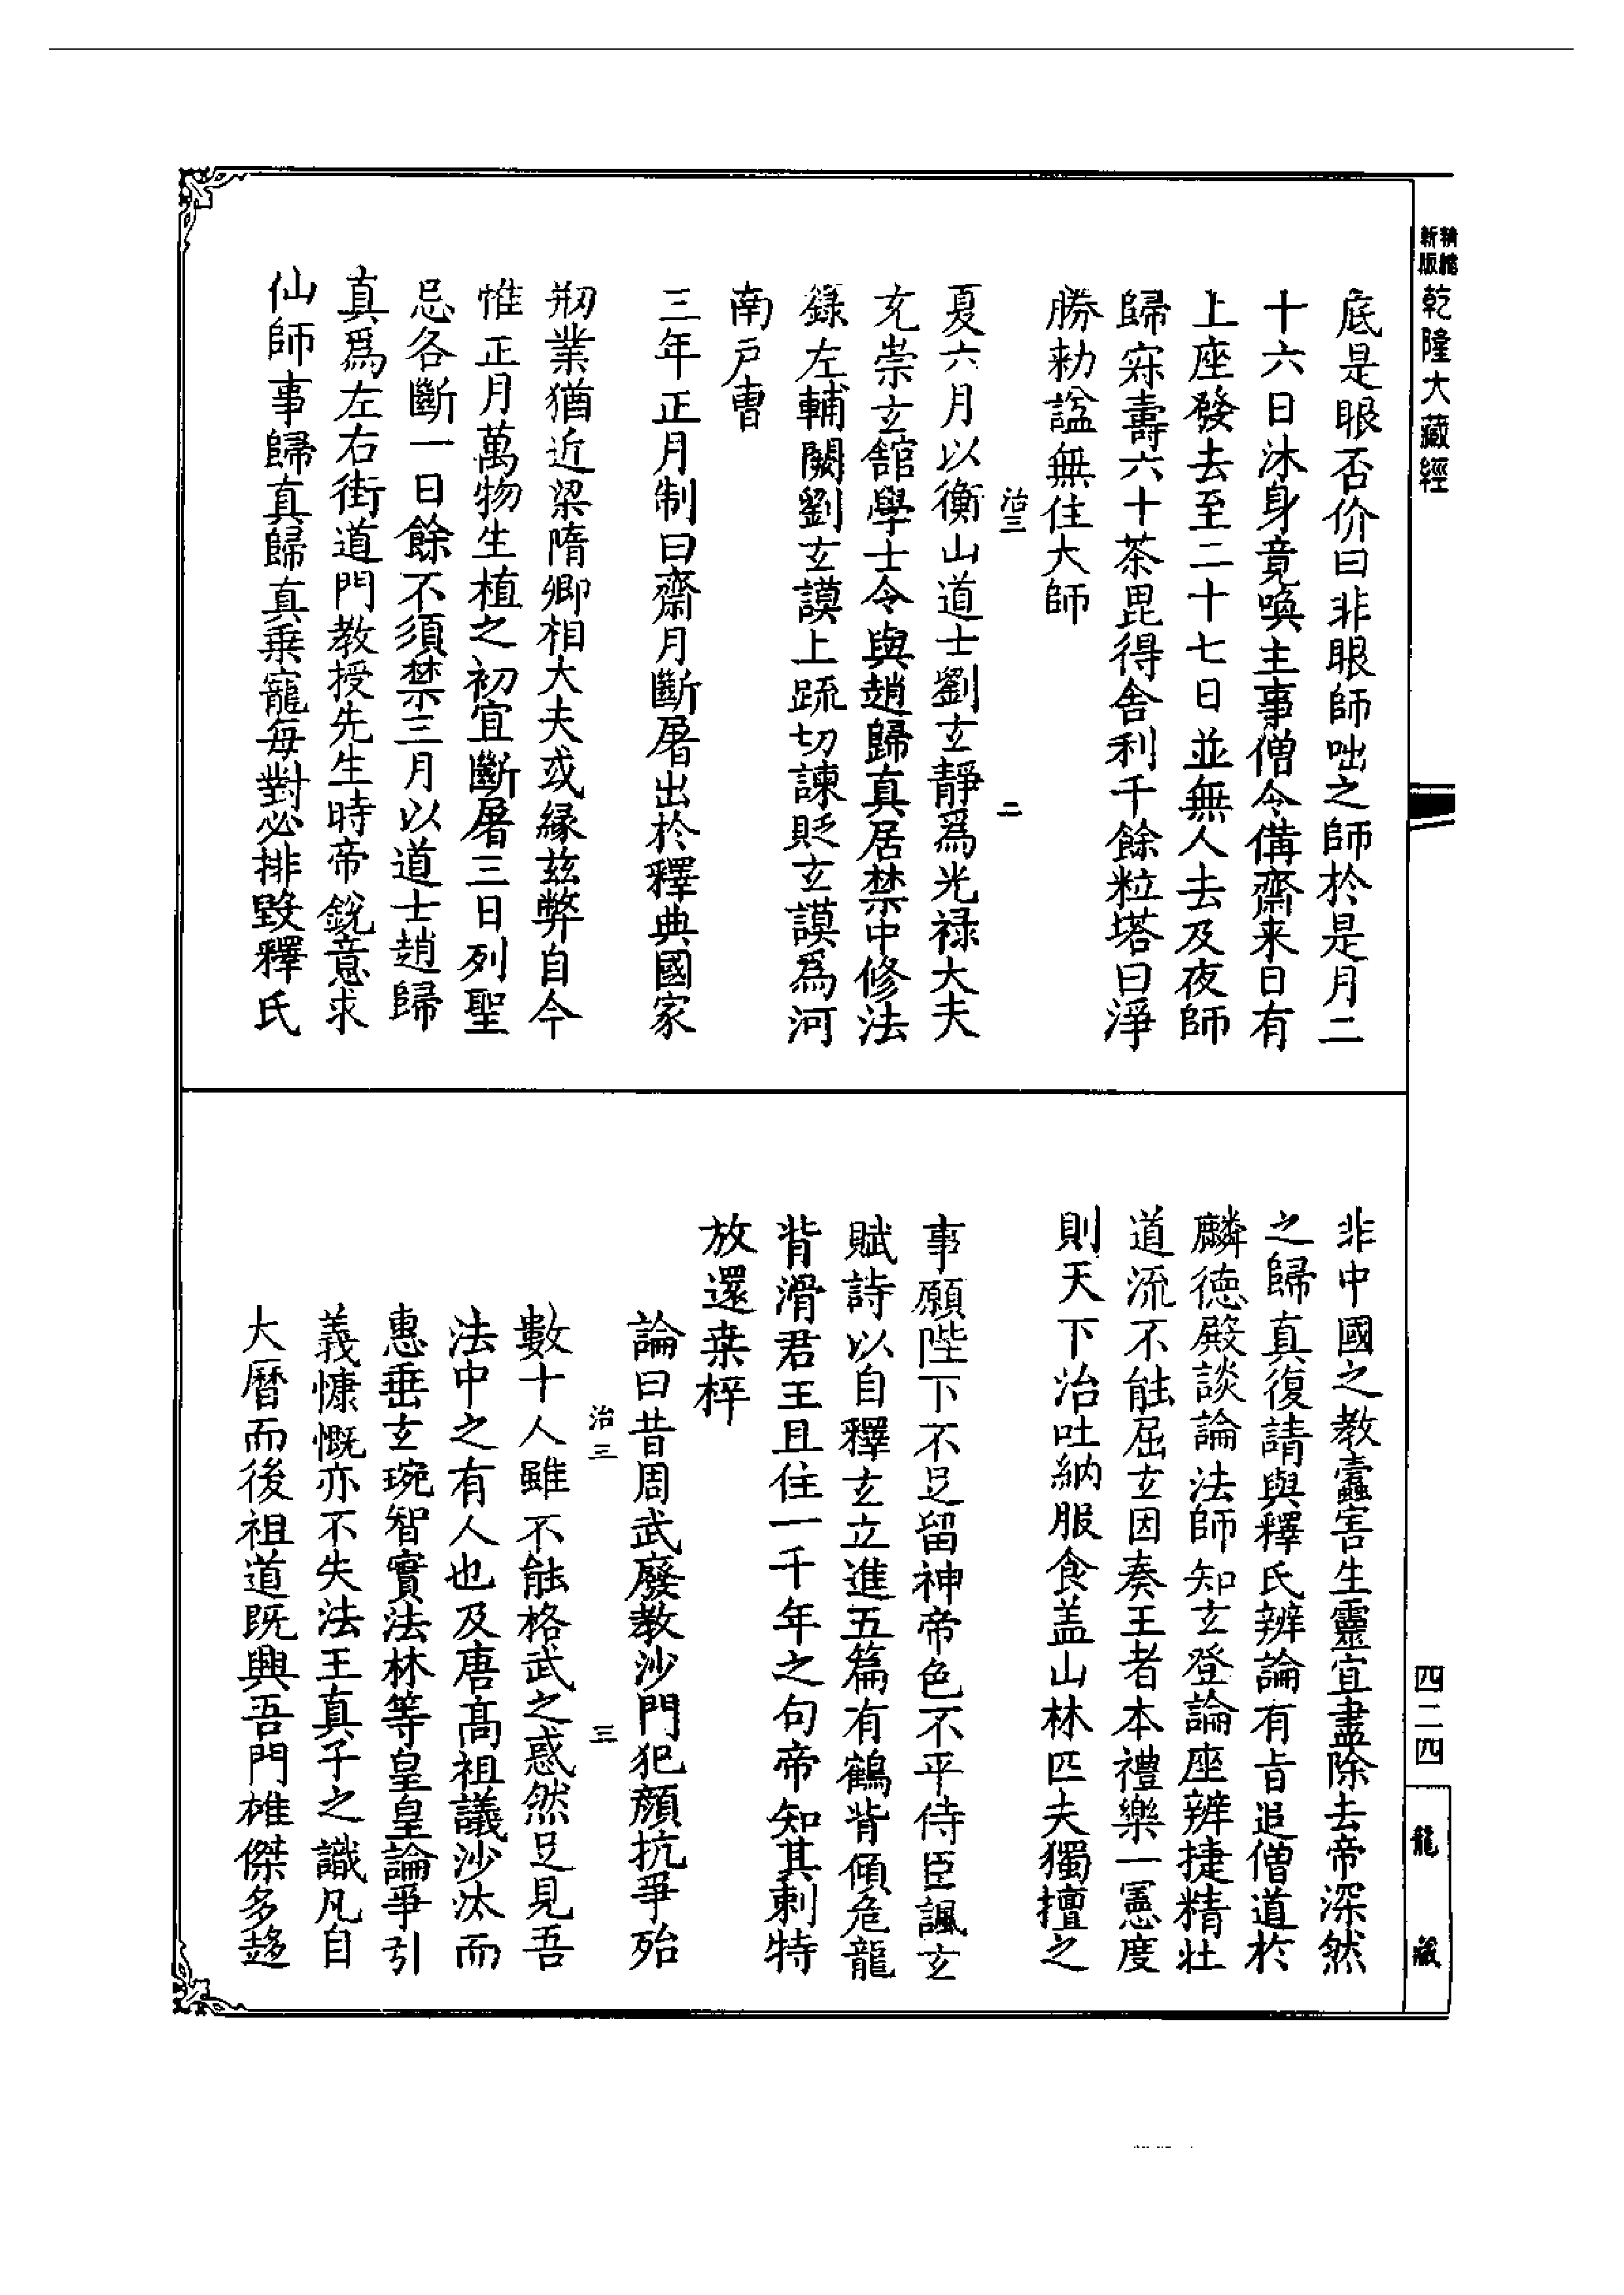 精縮
新版
乾隆大藏經
底是眼否价曰非眼師咄之師於是月二
十六日沐身竟喚主事僧令備齋来日有
上座發去至二十七日並無人去及夜師
歸寂壽六十茶毘得舍利千餘粒塔曰淨
勝勅諡無住大師
治三
二
夏六月以衡山道士劉玄靜爲光禄大夫
充崇玄舘學士令與趙歸真居禁中修法
籙左輔闕劉玄謨上疏切諫貶玄謨爲河
南戶曹
三年正月制曰齋月斷屠出於釋典國家
剏業猶近梁隋卿相大夫或縁玆弊自今
惟正月萬物生植之初宜斷屠三日列聖
忌各斷一日餘不須禁三月以道士趙歸
真爲左右街道門教授先生時帝銳意求
仙師事歸真歸真乗寵每對必排毀釋氏
非中國之教蠹害生靈宜盡除去帝深然
之歸真復請與釋氏辨論有旨追僧道於
麟德殿談論法師知玄登論座辨捷精壯
道流不能屈玄因奏王者本禮樂一憲度
則天下治吐納服食盖山林匹夫獨擅之
事願陛下不足留神帝色不平侍臣諷玄
賦詩以自釋玄立進五篇有鶴背傾危龍
背滑君王且住一千年之句帝知其刺特
放還桒梓
論曰昔周武廢教沙門犯顏抗爭殆
治三
三
數十人雖不能格武之惑然足見吾
法中之有人也及唐髙祖議沙汰而
惠乗玄琬智實法林等皇皇論爭引
義慷慨亦不失法王真子之識凡自
大曆而後祖道既興吾門雄傑多趍
四二四
龍藏